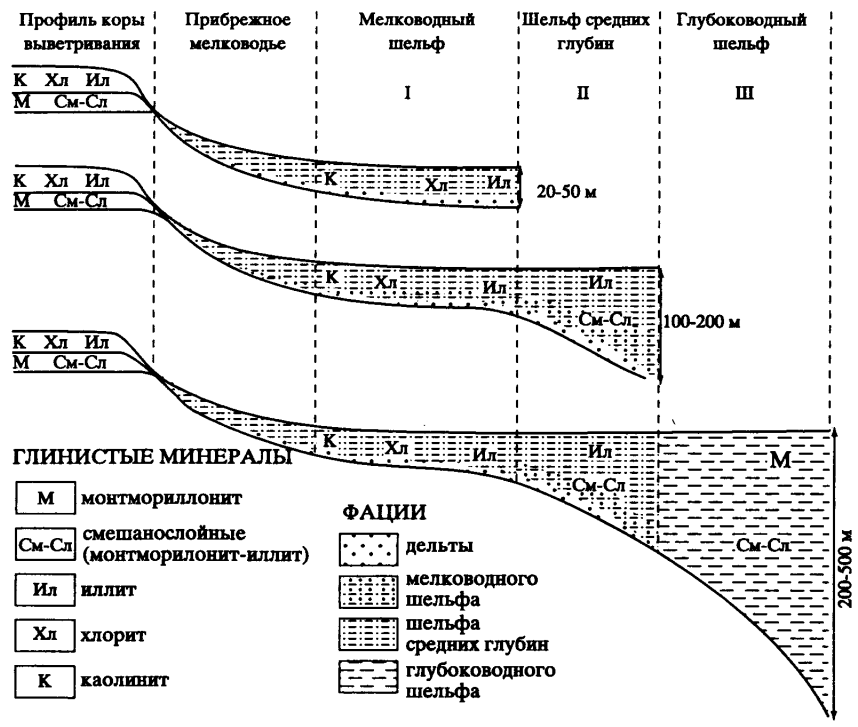 Профиль коры
выветривания
Прибрежное
мелководье
Мелководный
шельф
Шельф средних
глубин
Глубоководный
шельф
I
II
III
К Хл Ил
М См-Сл
К
Хл
Ил
20-50 м
К Хл Ил
М См-Сл
К
Хл
Ил
Ил
См-Сл
100-200 м
К Хл Ил
М См-Сл
К
Хл
Ил
Ил
См-Сл
М
См-Сл
200-500 м
ГЛИНИСТЫЕ МИНЕРАЛЫ
М монтмориллонит
См-Сл смешанослойные
(монтморилонит-иллит)
Ил иллит
Хл хлорит
К каолинит
ФАЦИИ
дельты
мелководного
шельфа
шельфа
средних глубин
глубоководного
шельфа